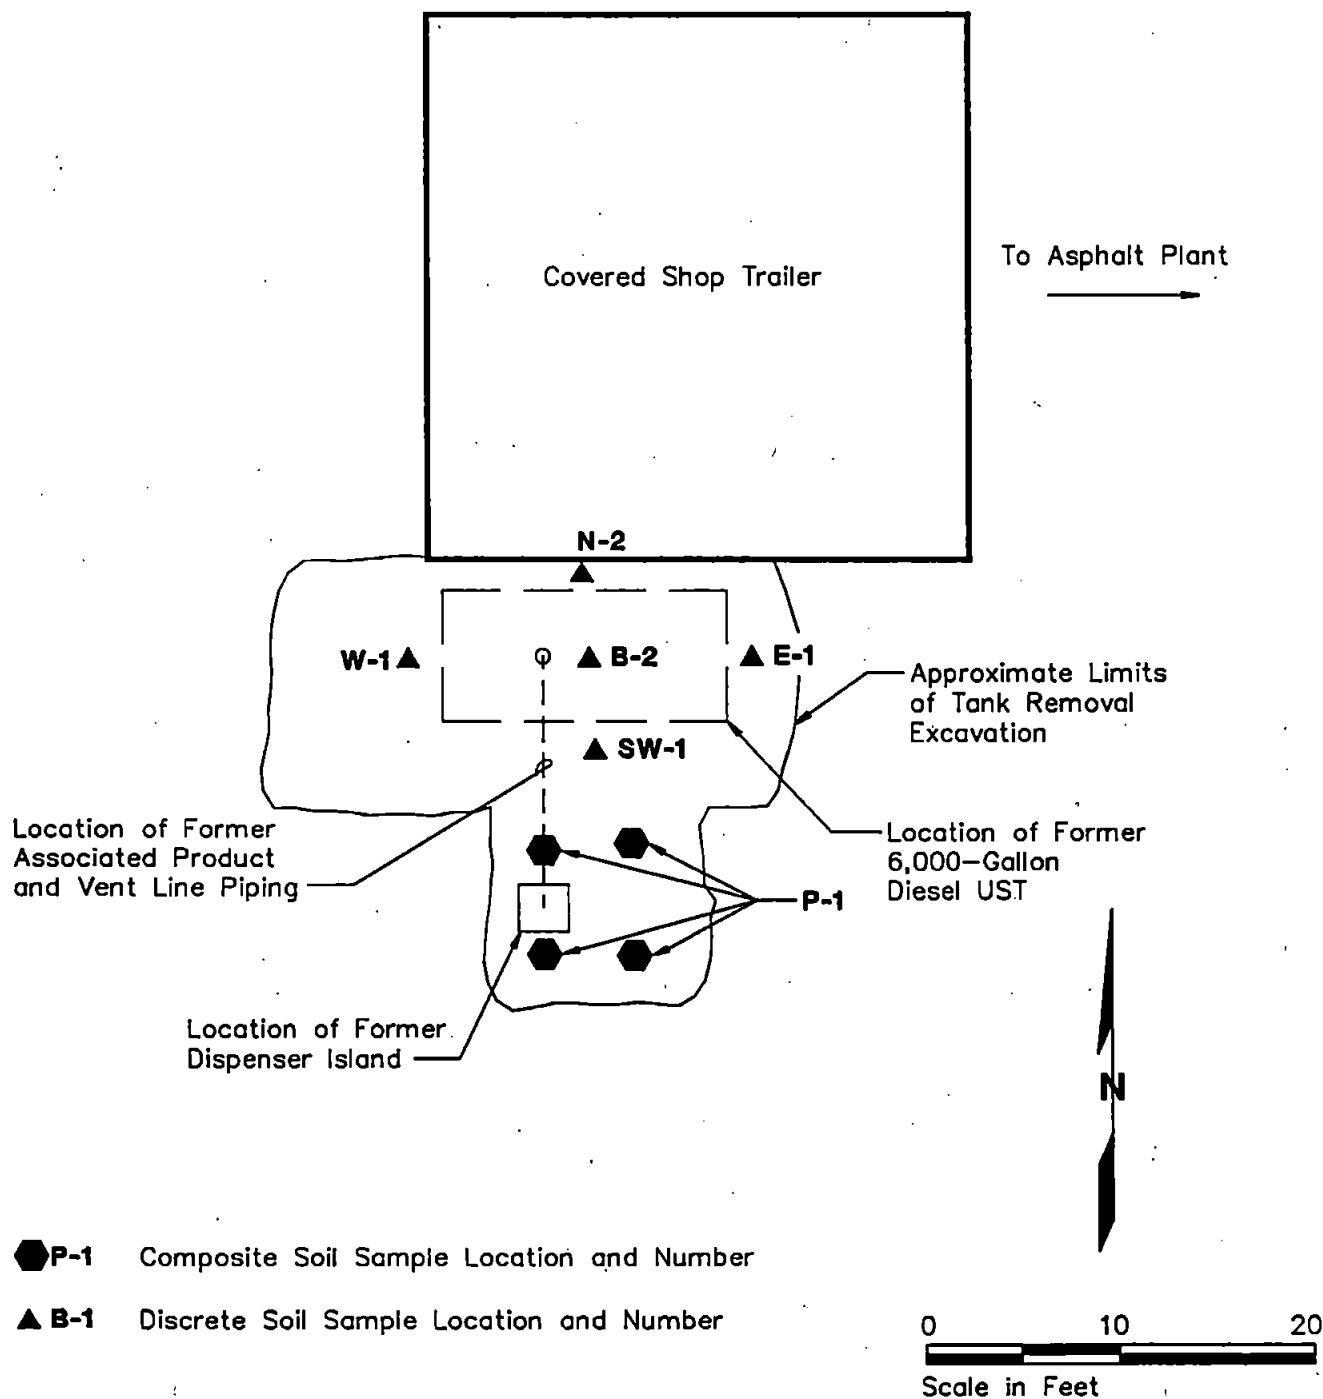 To Asphalt Plant
Covered Shop Trailer
N-2
W-1
B-2
E-1
Approximate Limits
of Tank Removal
Excavation
SW-1
Location of Former
Associated Product
and Vent Line Piping
Location of Former
6,000-Gallon
Diesel UST
P-1
Location of Former
Dispenser Island
N
P-1 Composite Soil Sample Location and Number
B-1 Discrete Soil Sample Location and Number
0 10 20
Scale in Feet